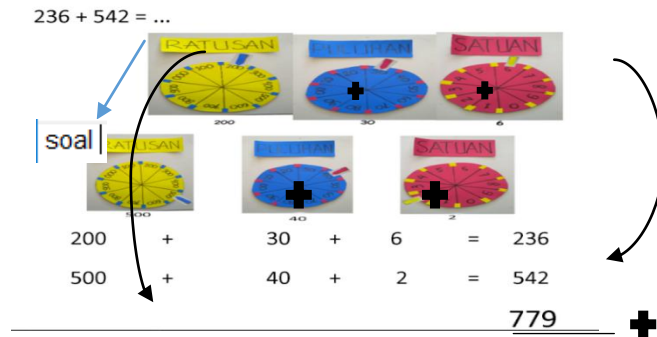 236 + 542 = ...
RATUSAN PULUHAN SATUAN
200 30 6
soal
RATUSAN PULUHAN SATUAN
500 40 2
200 + 30 + 6 = 236
500 + 40 + 2 = 542
779